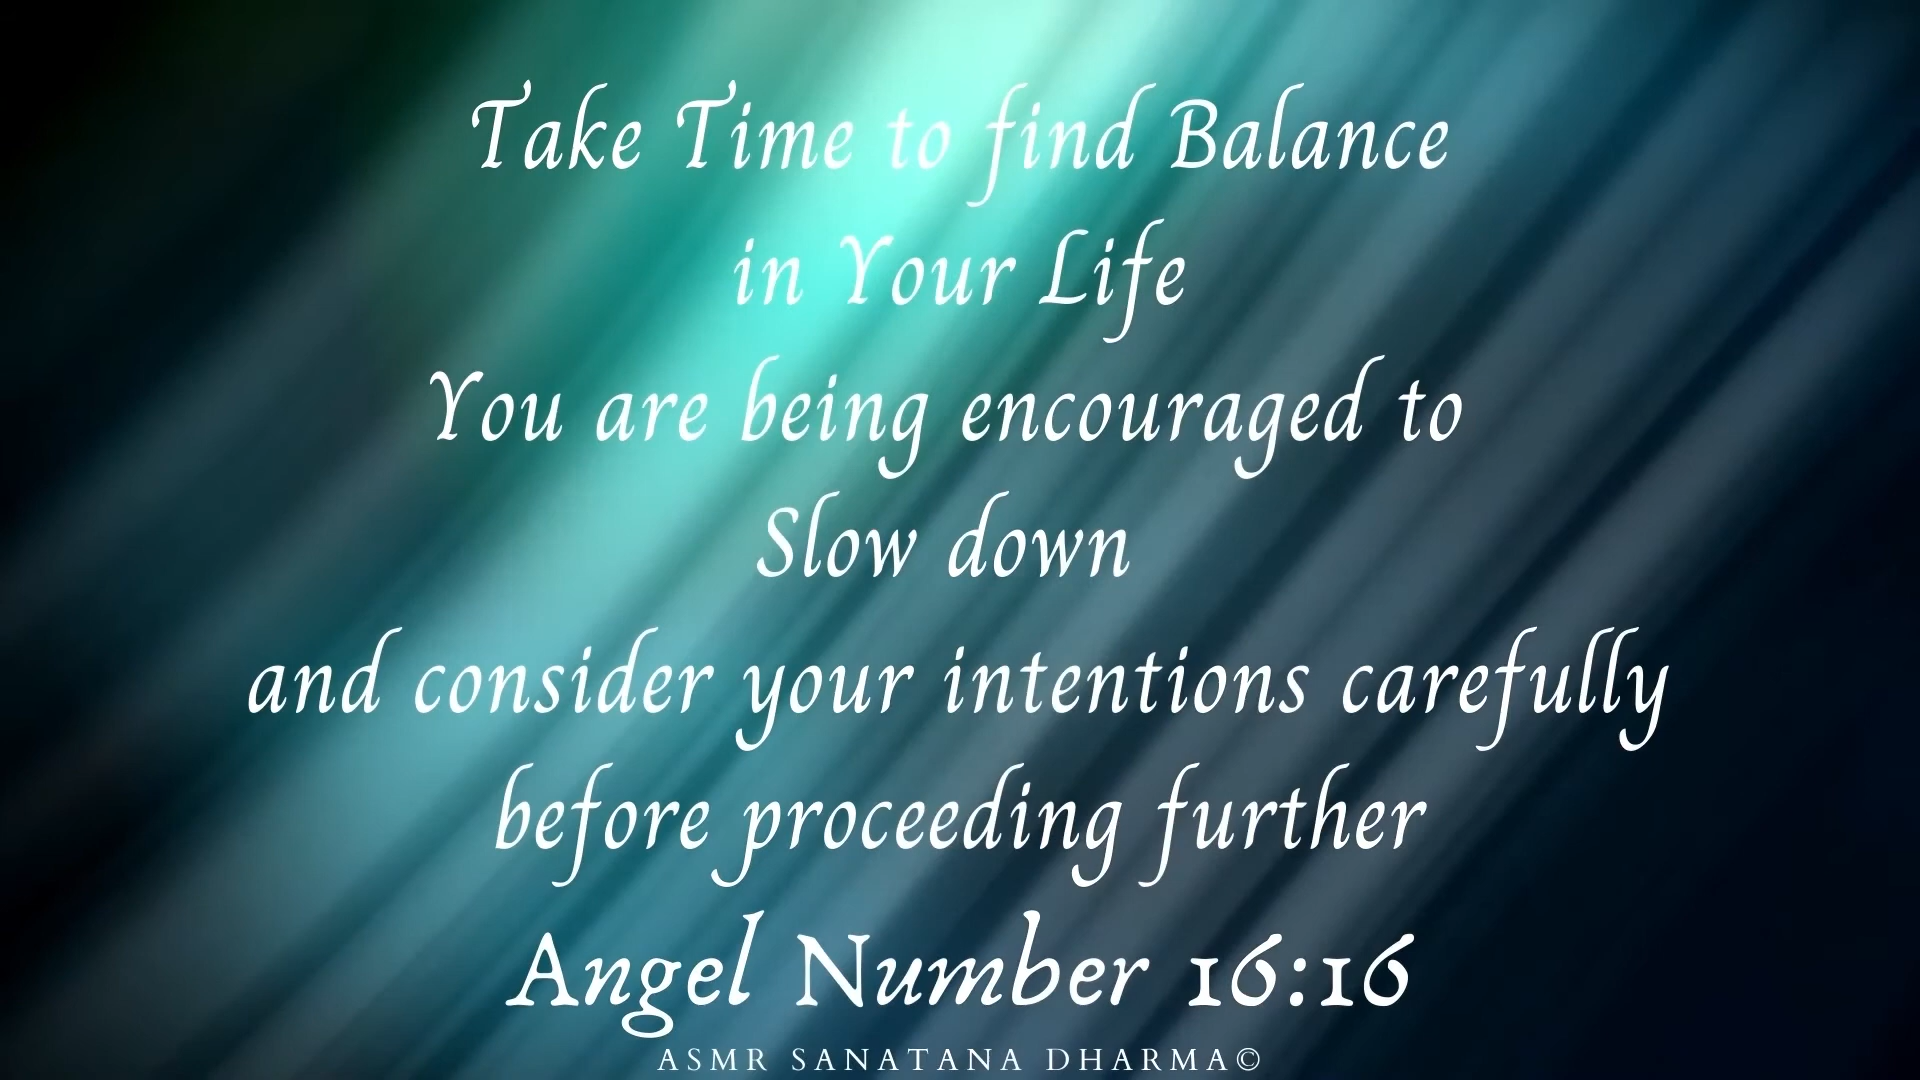 Take Time to find Balance
in Your Life
You are being encouraged to
Slow down
and consider your intentions carefully
before proceeding further
Angel Number 16:16
ASMR SANATANA DHARMA©